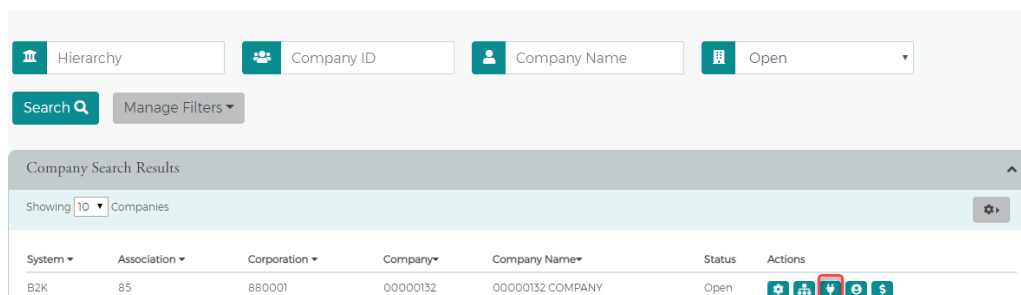 Hierarchy Company ID Company Name Open
Search Manage Filters
Company Search Results
Showing 10 Companies
System Association Corporation Company Company Name Status Actions
B2K 85 880001 00000132 00000132 COMPANY Open $